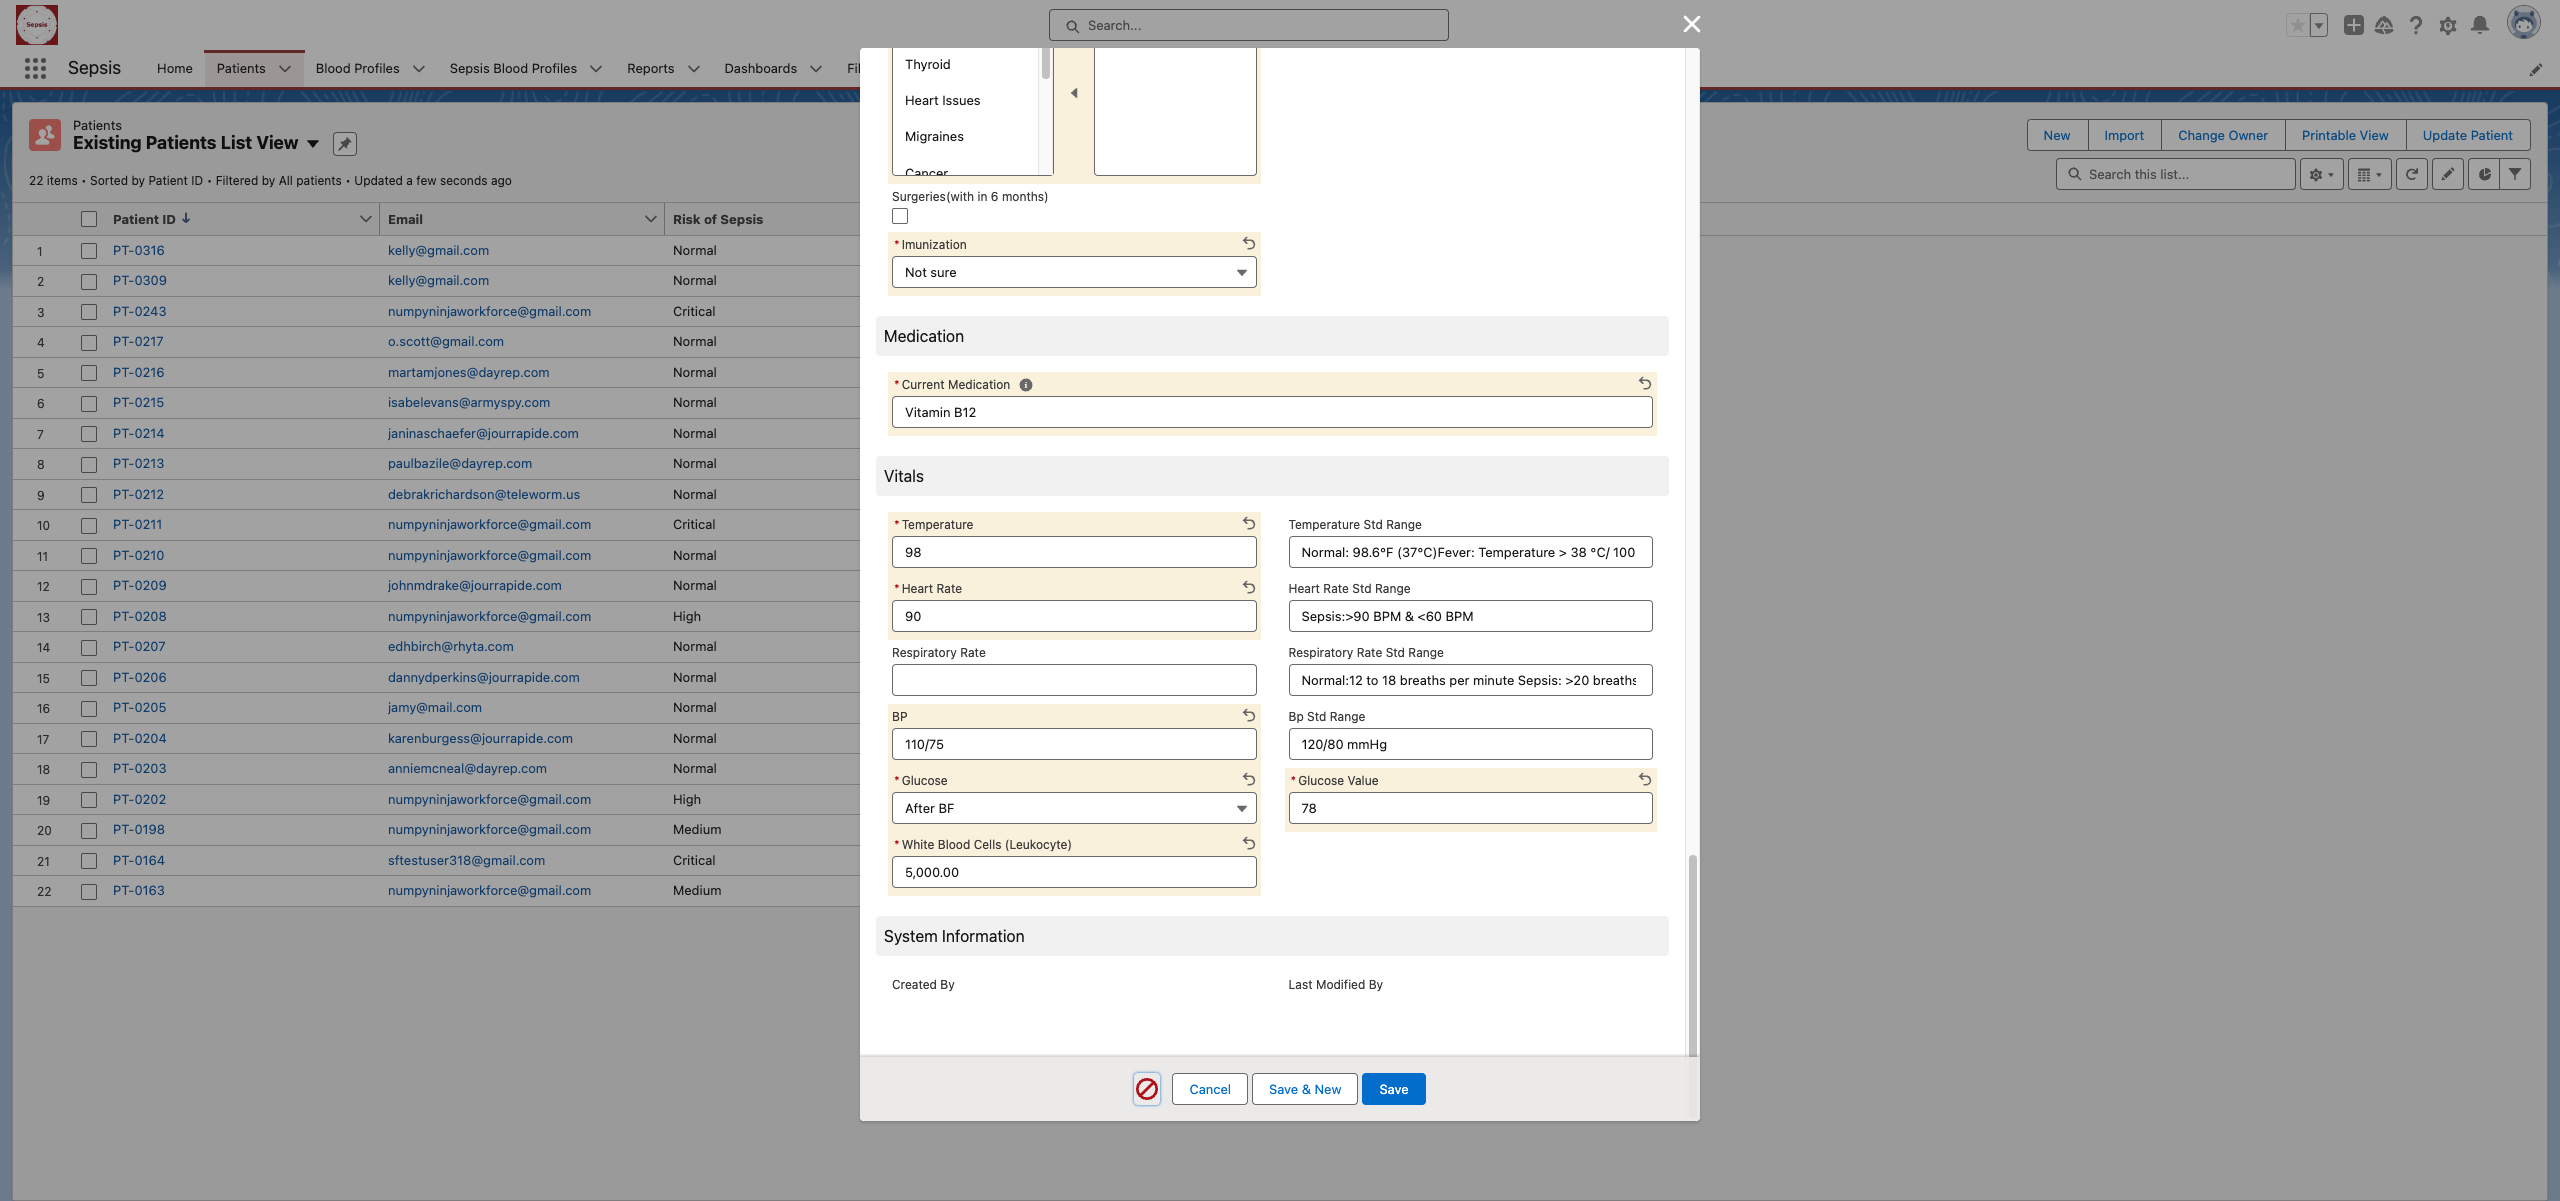 Sepsis
Search...
Sepsis
Home
Patients
Blood Profiles
Sepsis Blood Profiles
Reports
Dashboards
Patients
Existing Patients List View
22 items • Sorted by Patient ID • Filtered by All patients • Updated a few seconds ago
New
Import
Change Owner
Printable View
Update Patient
Search this list...
Patient ID
Email
Risk of Sepsis
1 PT-0316 kelly@gmail.com Normal
2 PT-0309 kelly@gmail.com Normal
3 PT-0243 numpyninjaworkforce@gmail.com Critical
4 PT-0217 o.scott@gmail.com Normal
5 PT-0216 martamjones@dayrep.com Normal
6 PT-0215 isabelevans@armyspy.com Normal
7 PT-0214 janinaschaefer@jourrapide.com Normal
8 PT-0213 paulbazile@dayrep.com Normal
9 PT-0212 debrakrichardson@teleworm.us Normal
10 PT-0211 numpyninjaworkforce@gmail.com Critical
11 PT-0210 numpyninjaworkforce@gmail.com Normal
12 PT-0209 johnmdrake@jourrapide.com Normal
13 PT-0208 numpyninjaworkforce@gmail.com High
14 PT-0207 edhbirch@rhyta.com Normal
15 PT-0206 dannydperkins@jourrapide.com Normal
16 PT-0205 jamy@mail.com Normal
17 PT-0204 karenburgess@jourrapide.com Normal
18 PT-0203 anniemcneal@dayrep.com Normal
19 PT-0202 numpyninjaworkforce@gmail.com High
20 PT-0198 numpyninjaworkforce@gmail.com Medium
21 PT-0164 sftestuser318@gmail.com Critical
22 PT-0163 numpyninjaworkforce@gmail.com Medium
Thyroid
Heart Issues
Migraines
Cancer
Surgeries(with in 6 months)
* Imunization
Not sure
Medication
* Current Medication
Vitamin B12
Vitals
* Temperature
98
Temperature Std Range
Normal: 98.6°F (37°C)Fever: Temperature > 38 °C/ 100
* Heart Rate
90
Heart Rate Std Range
Sepsis:>90 BPM & <60 BPM
Respiratory Rate
Respiratory Rate Std Range
Normal:12 to 18 breaths per minute Sepsis: >20 breaths
BP
110/75
Bp Std Range
120/80 mmHg
* Glucose
After BF
* Glucose Value
78
* White Blood Cells (Leukocyte)
5,000.00
System Information
Created By
Last Modified By
Cancel
Save & New
Save